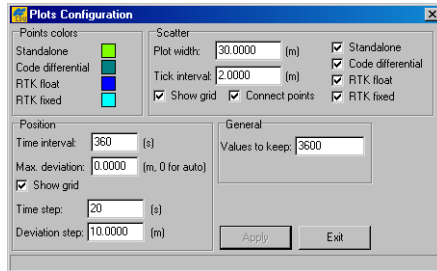 Plots Configuration
Points colors
Standalone
Code differential
RTK float
RTK fixed
Scatter
Plot width: 30.0000 (m)
Tick interval: 2.0000 (m)
Show grid Connect points
Standalone
Code differential
RTK float
RTK fixed
Position
Time interval: 360 (s)
Max. deviation: 0.0000 (m, 0 for auto)
Show grid
Time step: 20 (s)
Deviation step: 10.0000 (m)
General
Values to keep: 3600
Apply Exit